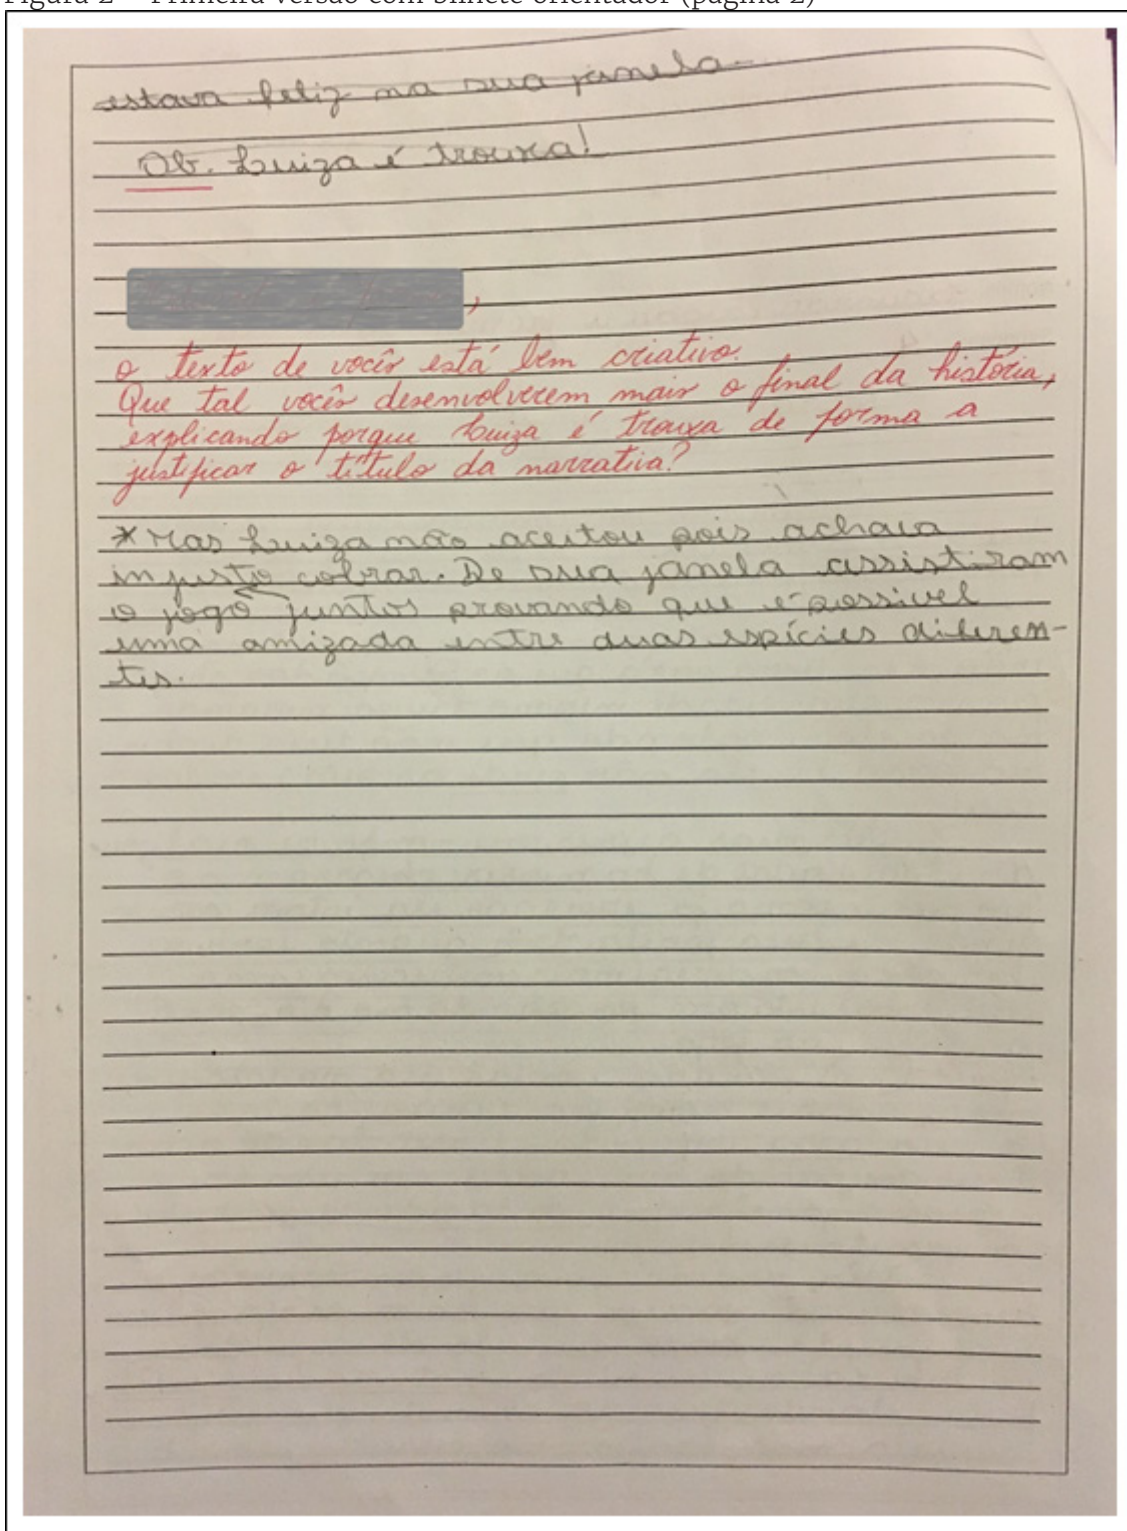 Figura 2 – Primeira versão com bilhete orientador (página 2)
estava feliz na sua janela.
Ob. Luiza é trouxa!
,
o texto de vocês está bem criativo.
Que tal vocês desenvolverem mais o final da história,
explicando porque Luiza é trouxa de forma a
justificar o título da narrativa?
* Mas Luiza não aceitou pois achava
injusto cobrar. De sua janela assistiram
o jogo juntos provando que é possivel
uma amizada entre duas espícies diferen-
tes.